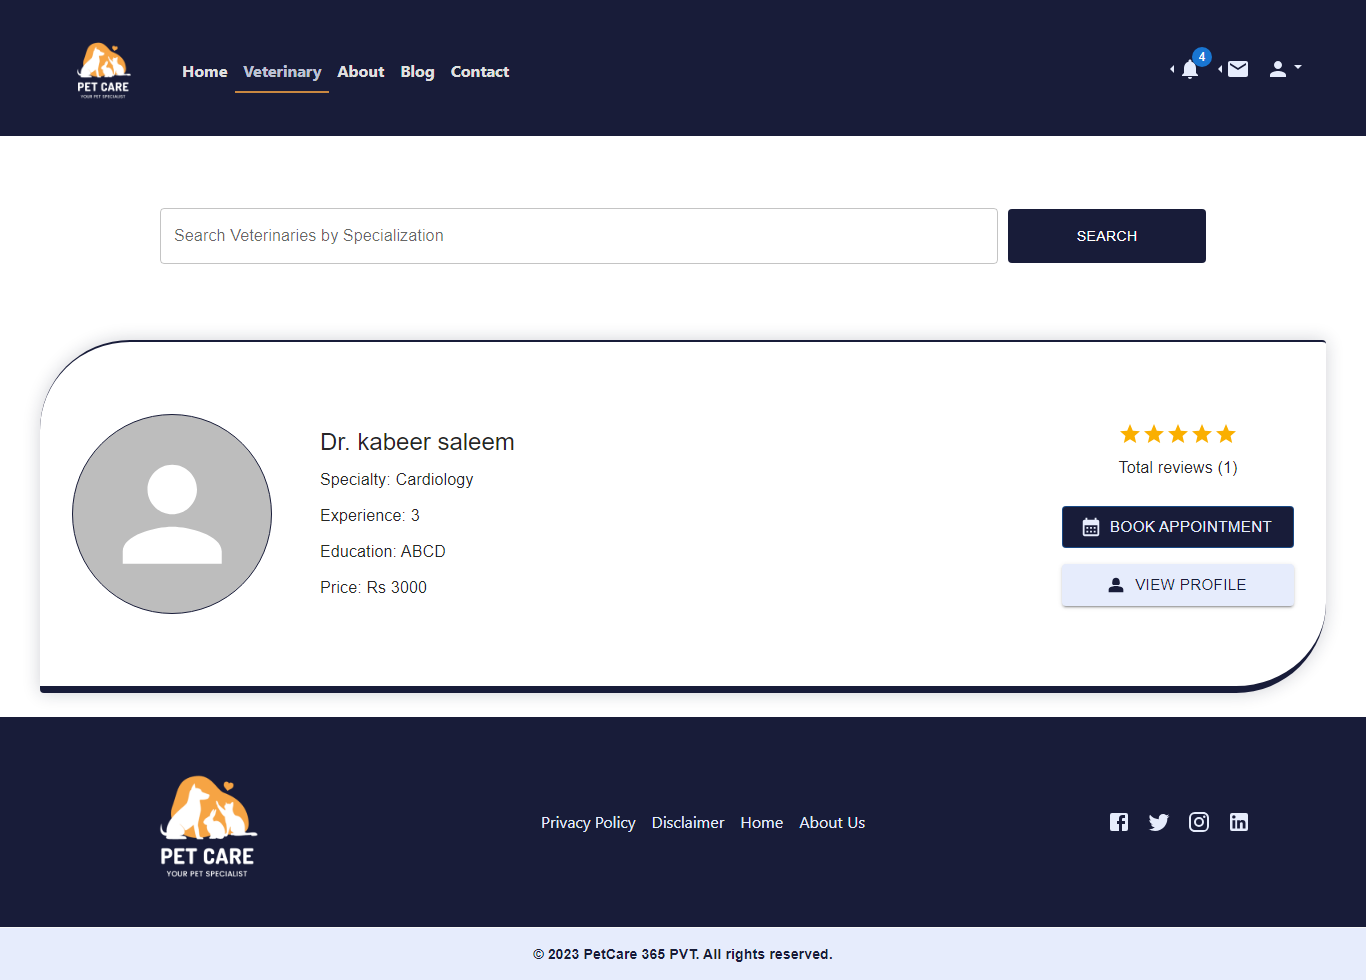 PET CARE
YOUR PET SPECIALIST
Home Veterinary About Blog Contact
4
Search Veterinaries by Specialization
SEARCH
Dr. kabeer saleem
Specialty: Cardiology
Experience: 3
Education: ABCD
Price: Rs 3000
Total reviews (1)
BOOK APPOINTMENT
VIEW PROFILE
PET CARE
YOUR PET SPECIALIST
Privacy Policy Disclaimer Home About Us
© 2023 PetCare 365 PVT. All rights reserved.